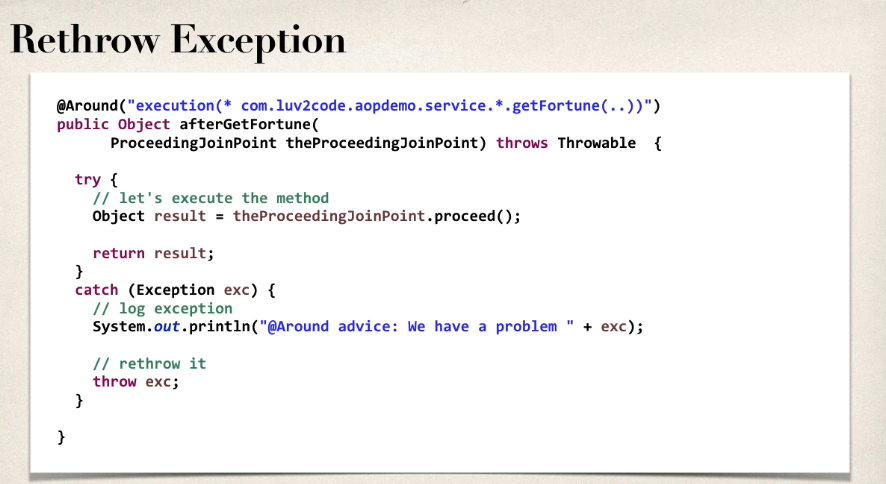 Rethrow Exception
@Around("execution(* com.luv2code.aopdemo.service.*.getFortune(..))")
public Object afterGetFortune(
ProceedingJoinPoint theProceedingJoinPoint) throws Throwable {
try {
// let's execute the method
Object result = theProceedingJoinPoint.proceed();
return result;
}
catch (Exception exc) {
// log exception
System.out.println("@Around advice: We have a problem " + exc);
// rethrow it
throw exc;
}
}